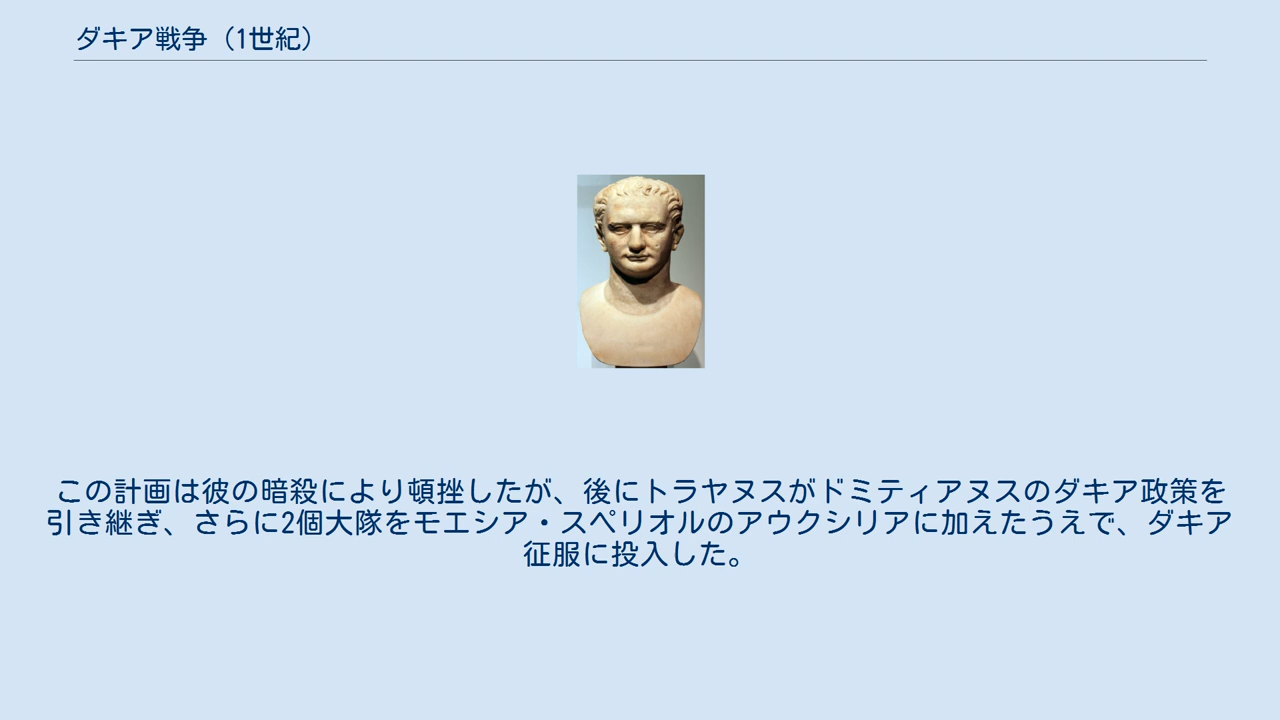 ダキア戦争（1世紀）
この計画は彼の暗殺により頓挫したが、後にトラヤヌスがドミティアヌスのダキア政策を
引き継ぎ、さらに2個大隊をモエシア・スペリオルのアウクシリアに加えたうえで、ダキア
征服に投入した。